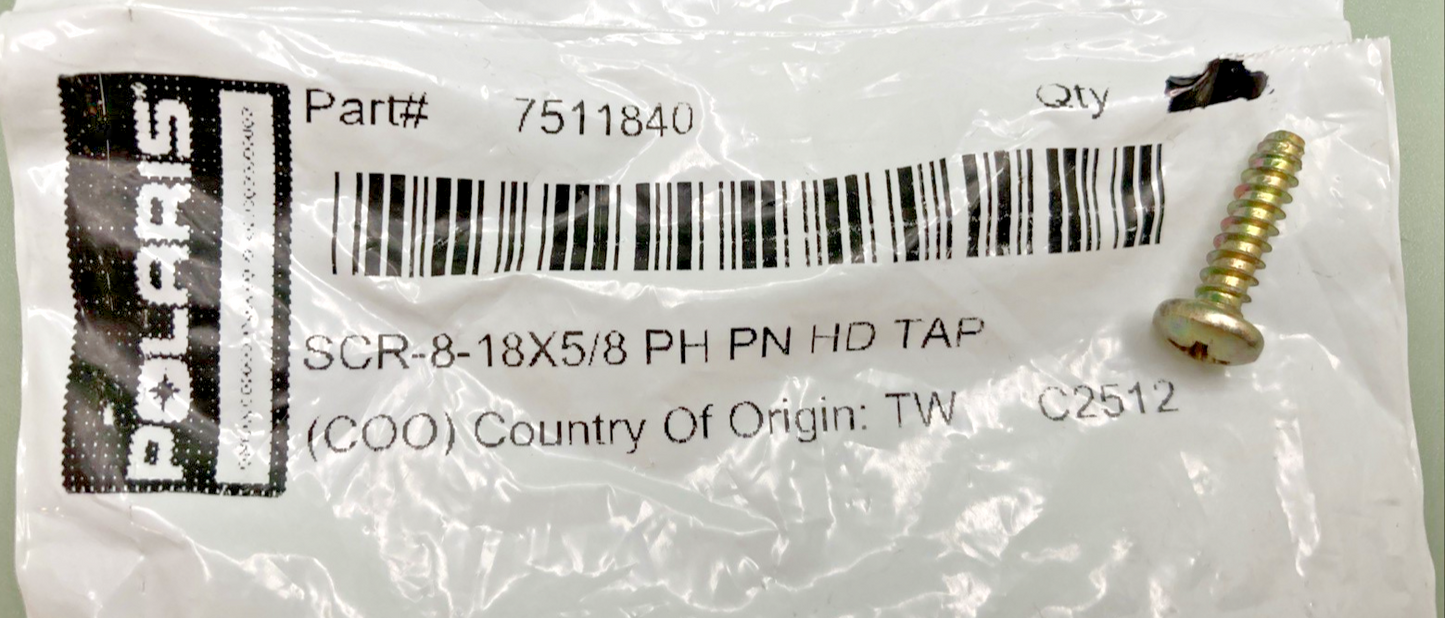 POLARIS
Part# 7511840 Qty
SCR-8-18X5/8 PH PN HD TAP
(COO) Country Of Origin: TW C2512